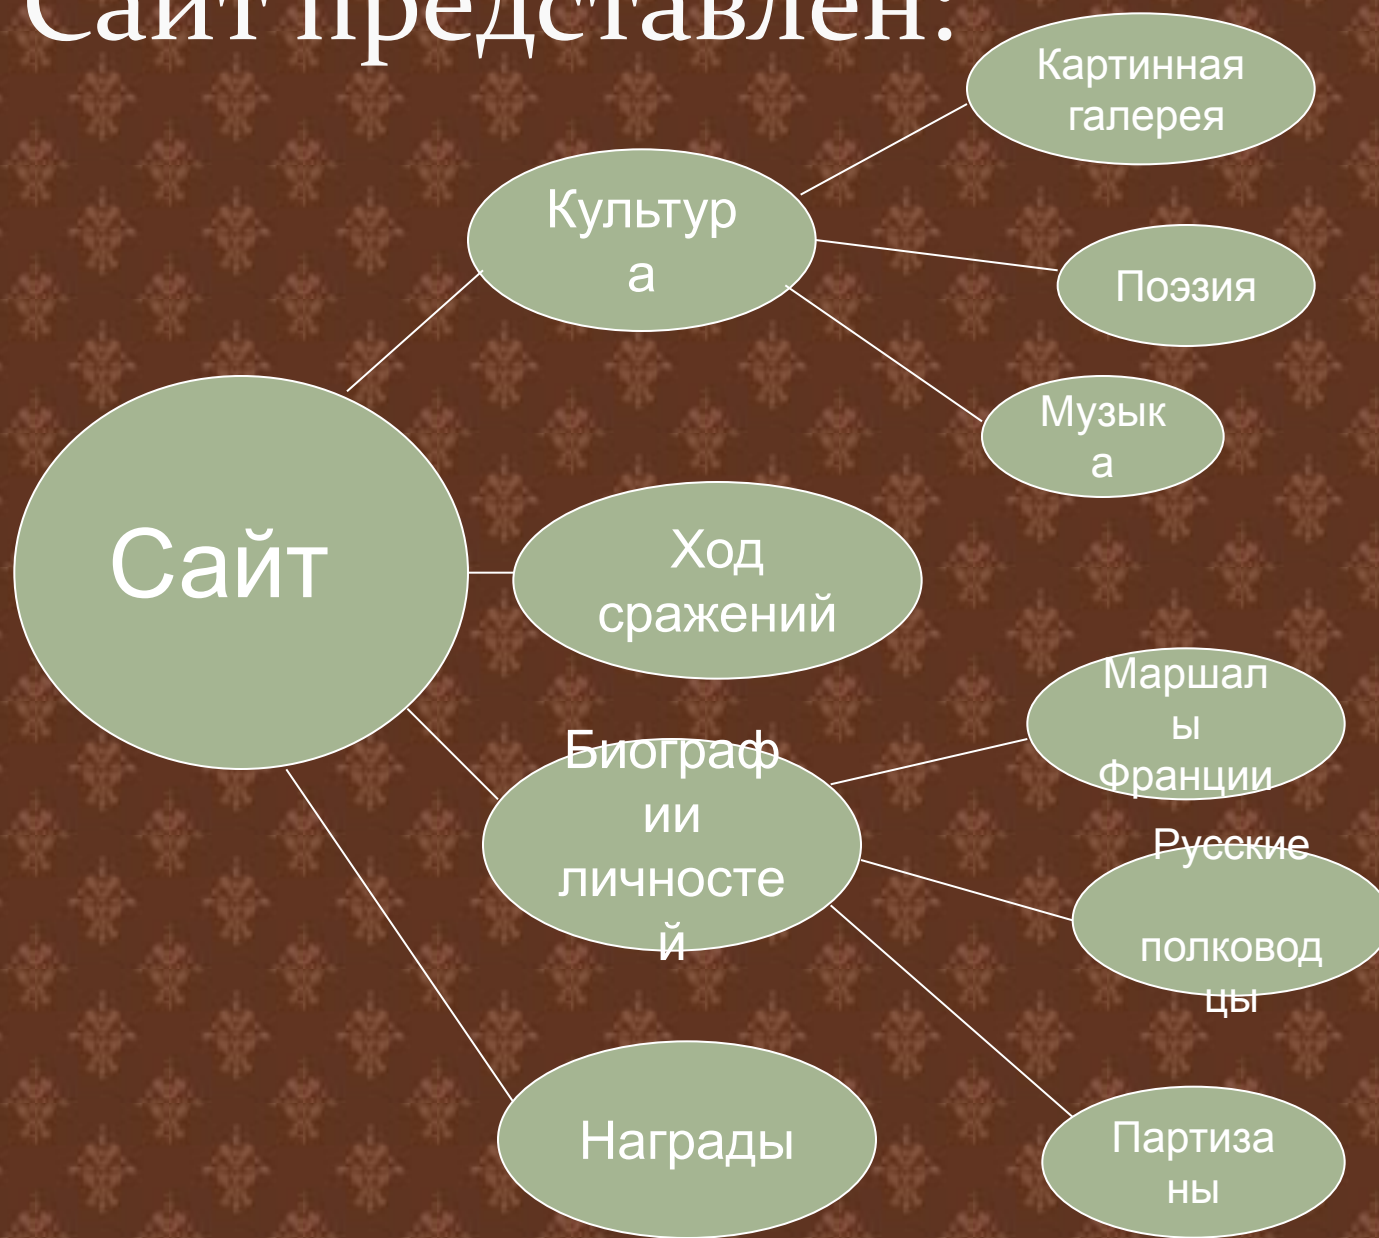 Сайт представлен:
Картинная
галерея
Культур
а
Поэзия
Музык
а
Сайт
Ход
сражений
Маршал
ы
Франции
Биограф
ии
личносте
й
Русские
полковод
цы
Награды
Партиза
ны